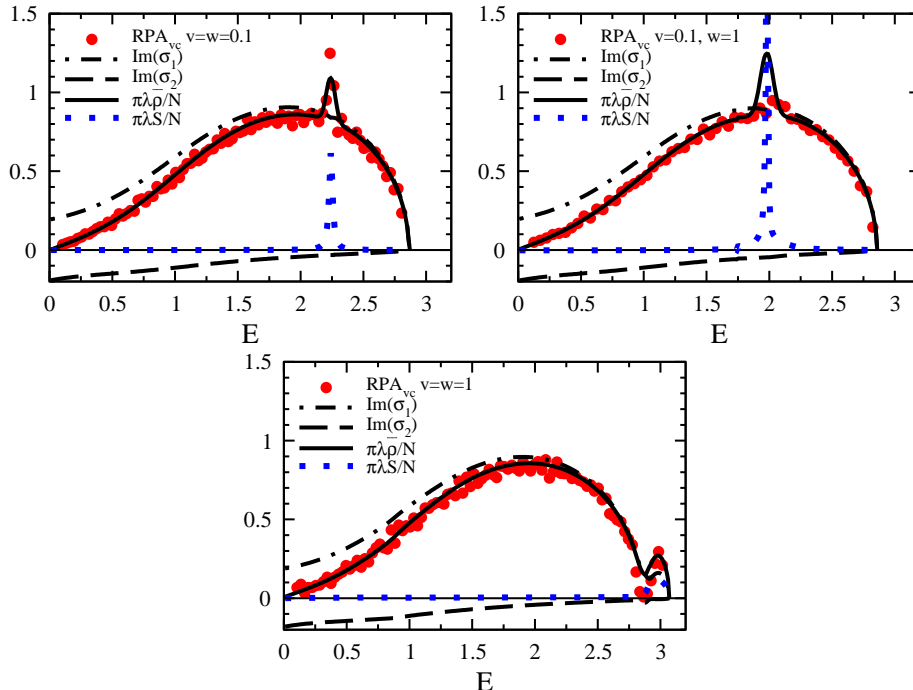 1.5
1
0.5
0
RPA_vc v=w=0.1
Im(σ_1)
Im(σ_2)
πλρ̄/N
πλS/N
0 0.5 1 1.5 2 2.5 3
E
1.5
1
0.5
0
RPA_vc v=0.1, w=1
Im(σ_1)
Im(σ_2)
πλρ̄/N
πλS/N
0 0.5 1 1.5 2 2.5 3
E
1.5
1
0.5
0
RPA_vc v=w=1
Im(σ_1)
Im(σ_2)
πλρ̄/N
πλS/N
0 0.5 1 1.5 2 2.5 3
E